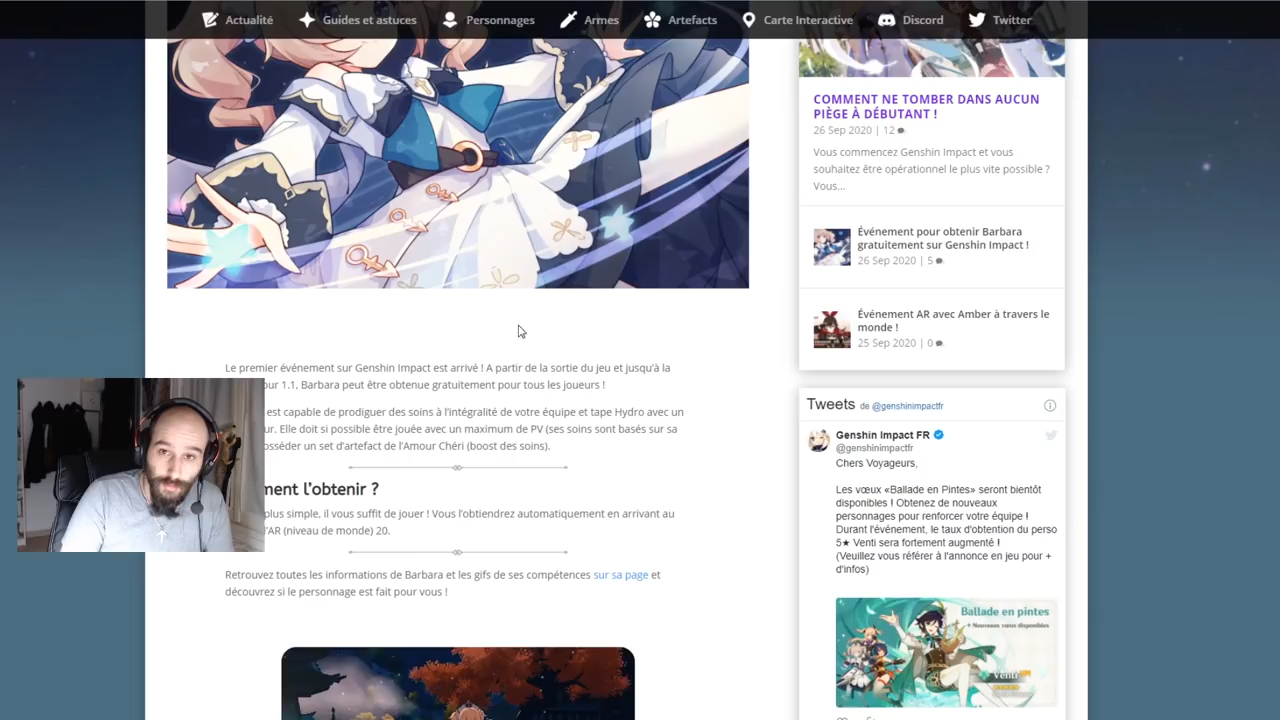 Actualité
Guides et astuces
Personnages
Armes
Artefacts
Carte Interactive
Discord
Twitter
Le premier événement sur Genshin Impact est arrivé ! A partir de la sortie du jeu et jusqu'à la
our 1.1, Barbara peut être obtenue gratuitement pour tous les joueurs !
est capable de prodiguer des soins à l'intégralité de votre équipe et tape Hydro avec un
ur. Elle doit si possible être jouée avec un maximum de PV (ses soins sont basés sur sa
osséder un set d'artefact de l'Amour Chéri (boost des soins).
ment l'obtenir ?
plus simple, il vous suffit de jouer ! Vous l'obtiendrez automatiquement en arrivant au
'AR (niveau de monde) 20.
Retrouvez toutes les informations de Barbara et les gifs de ses compétences sur sa page et
découvrez si le personnage est fait pour vous !
COMMENT NE TOMBER DANS AUCUN
PIÈGE À DÉBUTANT !
26 Sep 2020 | 12
Vous commencez Genshin Impact et vous
souhaitez être opérationnel le plus vite possible ?
Vous...
Événement pour obtenir Barbara
gratuitement sur Genshin Impact !
26 Sep 2020 | 5
Événement AR avec Amber à travers le
monde !
25 Sep 2020 | 0
Tweets de @genshinimpactfr
Genshin Impact FR
@genshinimpactfr
Chers Voyageurs,
Les vœux «Ballade en Pintes» seront bientôt
disponibles ! Obtenez de nouveaux
personnages pour renforcer votre équipe !
Durant l'événement, le taux d'obtention du perso
5★ Venti sera fortement augmenté !
(Veuillez vous référer à l'annonce en jeu pour +
d'infos)
Ballade en pintes
+ Nouveaux vœux disponibles
Venti